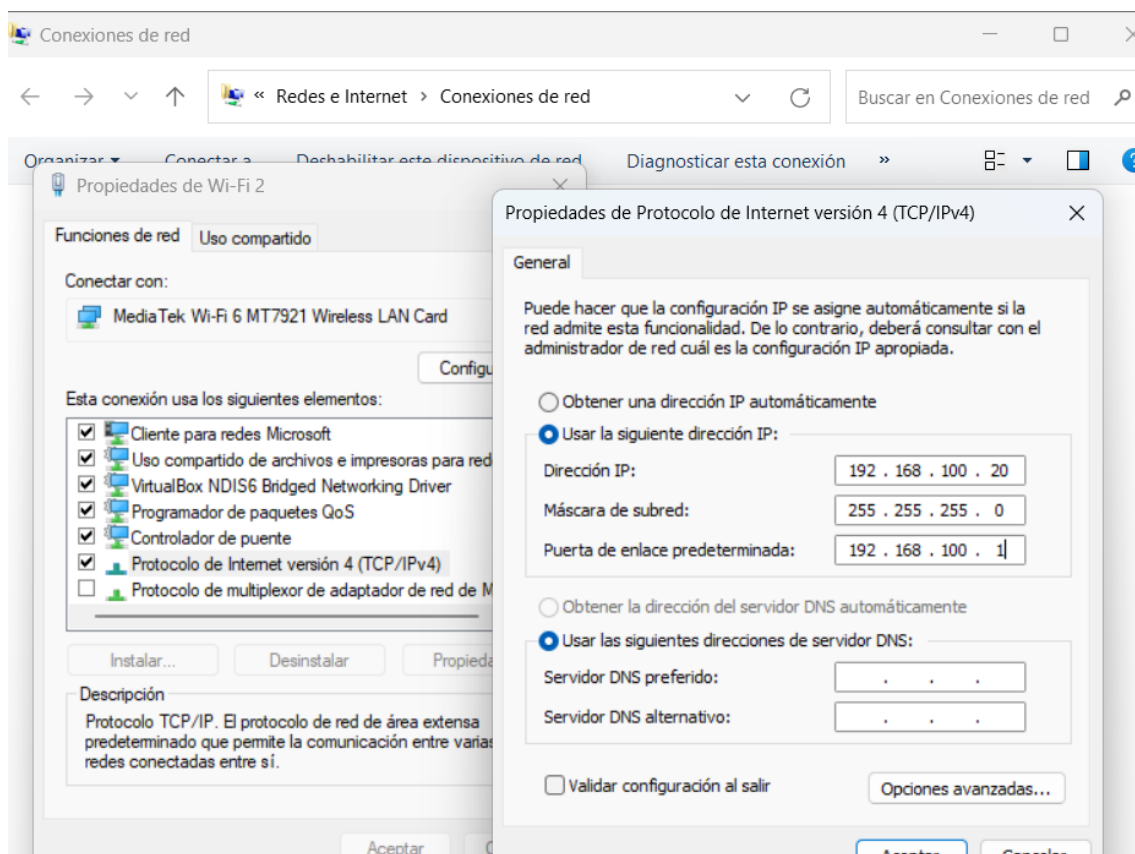 Conexiones de red
« Redes e Internet › Conexiones de red
Buscar en Conexiones de red
Organizar
Conectar a
Deshabilitar este dispositivo de red
Diagnosticar esta conexión
»
Propiedades de Wi-Fi 2
Funciones de red
Uso compartido
Conectar con:
MediaTek Wi-Fi 6 MT7921 Wireless LAN Card
Configu
Esta conexión usa los siguientes elementos:
Cliente para redes Microsoft
Uso compartido de archivos e impresoras para red
VirtualBox NDIS6 Bridged Networking Driver
Programador de paquetes QoS
Controlador de puente
Protocolo de Internet versión 4 (TCP/IPv4)
Protocolo de multiplexor de adaptador de red de M
Instalar...
Desinstalar
Propieda
Descripción
Protocolo TCP/IP. El protocolo de red de área extensa
predeterminado que permite la comunicación entre varias
redes conectadas entre sí.
Aceptar
C
Propiedades de Protocolo de Internet versión 4 (TCP/IPv4)
General
Puede hacer que la configuración IP se asigne automáticamente si la
red admite esta funcionalidad. De lo contrario, deberá consultar con el
administrador de red cuál es la configuración IP apropiada.
Obtener una dirección IP automáticamente
Usar la siguiente dirección IP:
Dirección IP:
192 . 168 . 100 . 20
Máscara de subred:
255 . 255 . 255 . 0
Puerta de enlace predeterminada:
192 . 168 . 100 . 1
Obtener la dirección del servidor DNS automáticamente
Usar las siguientes direcciones de servidor DNS:
Servidor DNS preferido:
. . .
Servidor DNS alternativo:
. . .
Validar configuración al salir
Opciones avanzadas...
Aceptar
Cancelar